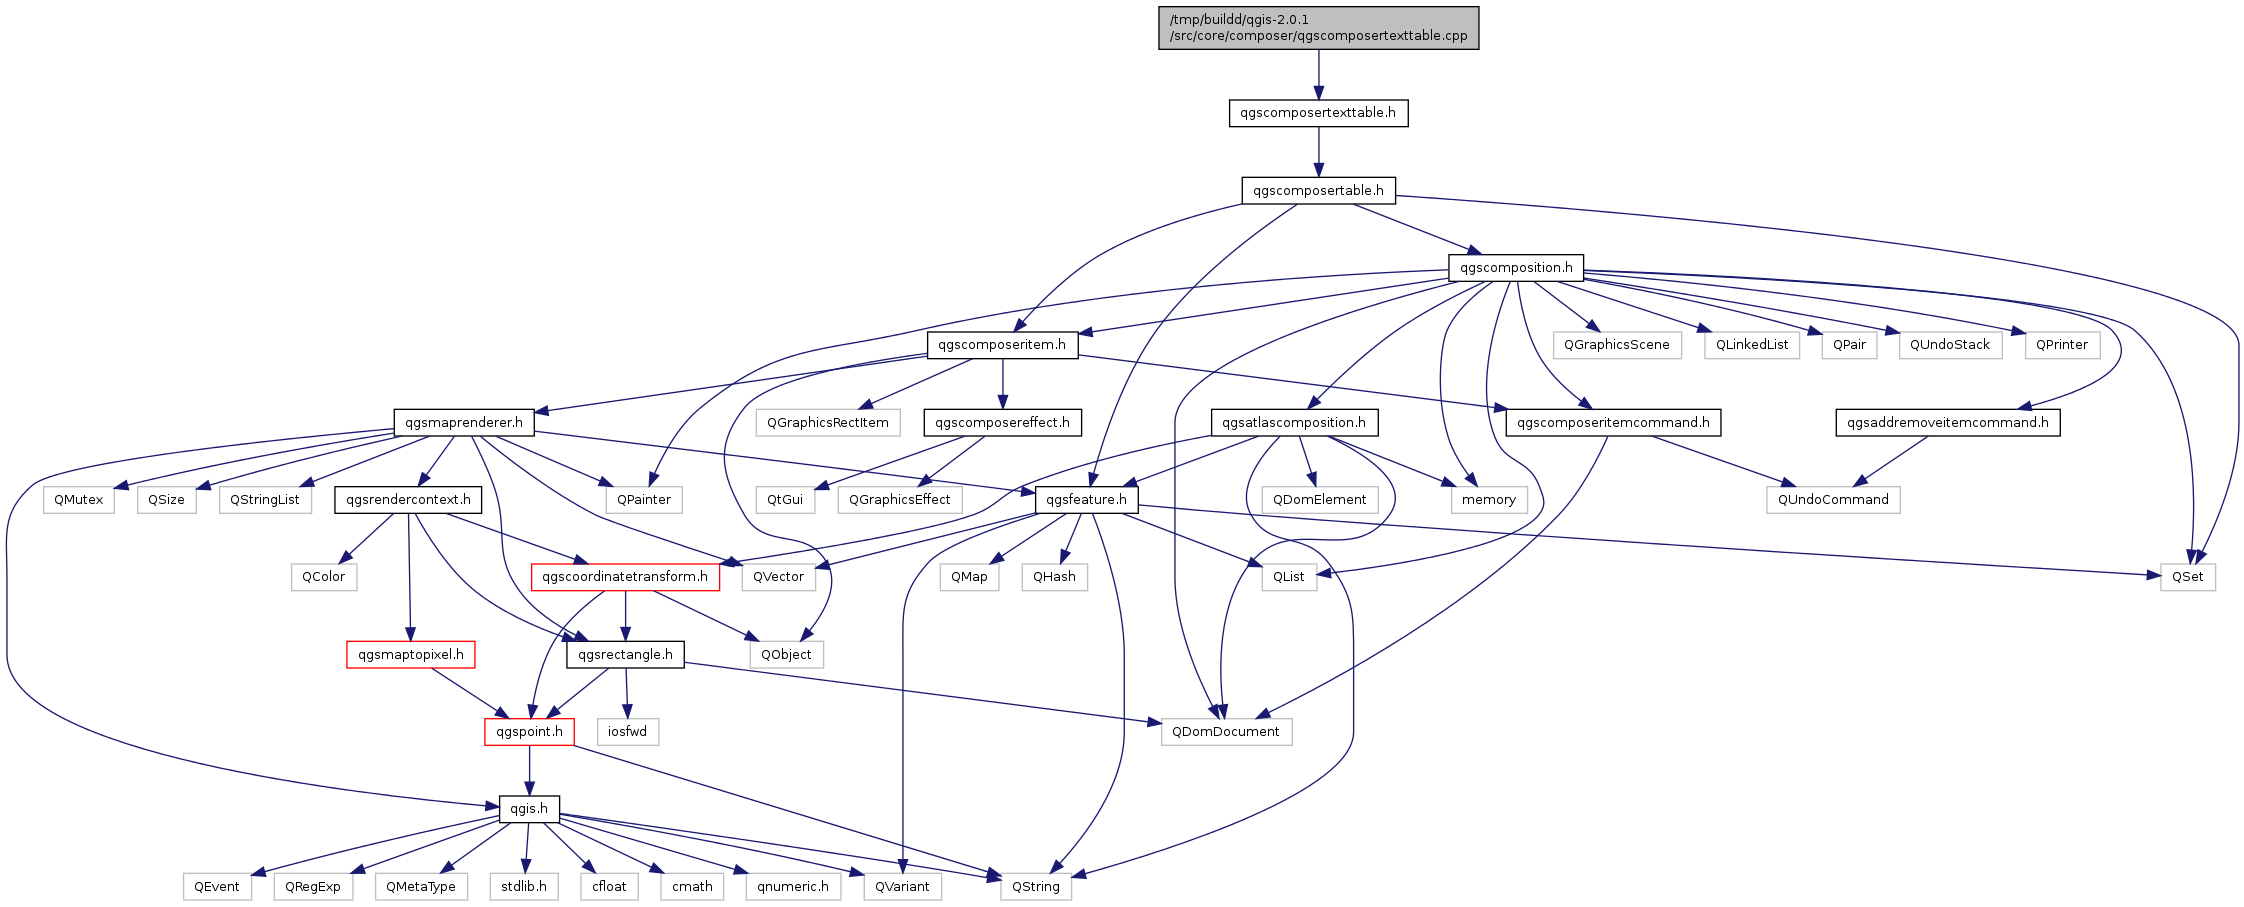 /tmp/buildd/qgis-2.0.1
/src/core/composer/qgscomposertexttable.cpp
qgscomposertexttable.h
qgscomposertable.h
qgscomposition.h
qgscomposeritem.h
QGraphicsScene
QLinkedList
QPair
QUndoStack
QPrinter
qgsmaprenderer.h
QGraphicsRectItem
qgscomposereffect.h
qgsatlascomposition.h
qgscomposeritemcommand.h
qgsaddremoveitemcommand.h
QMutex
QSize
QStringList
qgsrendercontext.h
QPainter
QtGui
QGraphicsEffect
qgsfeature.h
QDomElement
memory
QUndoCommand
QColor
qgscoordinatetransform.h
QVector
QMap
QHash
QList
QSet
qgsmaptopixel.h
qgsrectangle.h
QObject
qgspoint.h
iosfwd
QDomDocument
qgis.h
QEvent
QRegExp
QMetaType
stdlib.h
cfloat
cmath
qnumeric.h
QVariant
QString